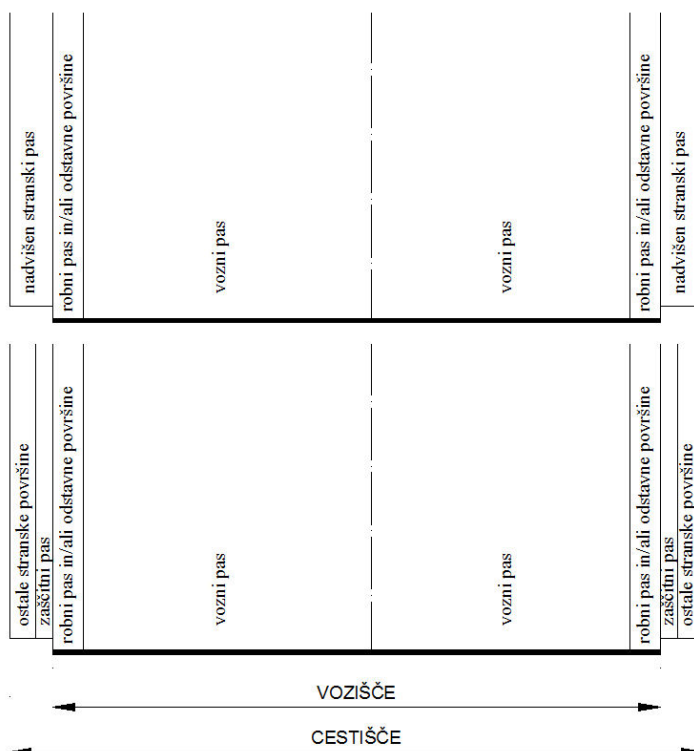 nadvišen stranski pas
robni pas in/ali odstavne površine
vozni pas
vozni pas
robni pas in/ali odstavne površine
nadvišen stranski pas
ostale stranske površine
zaščitni pas
robni pas in/ali odstavne površine
vozni pas
vozni pas
robni pas in/ali odstavne površine
zaščitni pas
ostale stranske površine
VOZIŠČE
CESTIŠČE